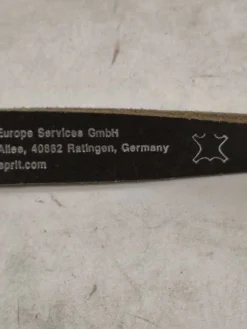 Europe Services GmbH
Allee, 40882 Ratingen, Germany
sprit.com